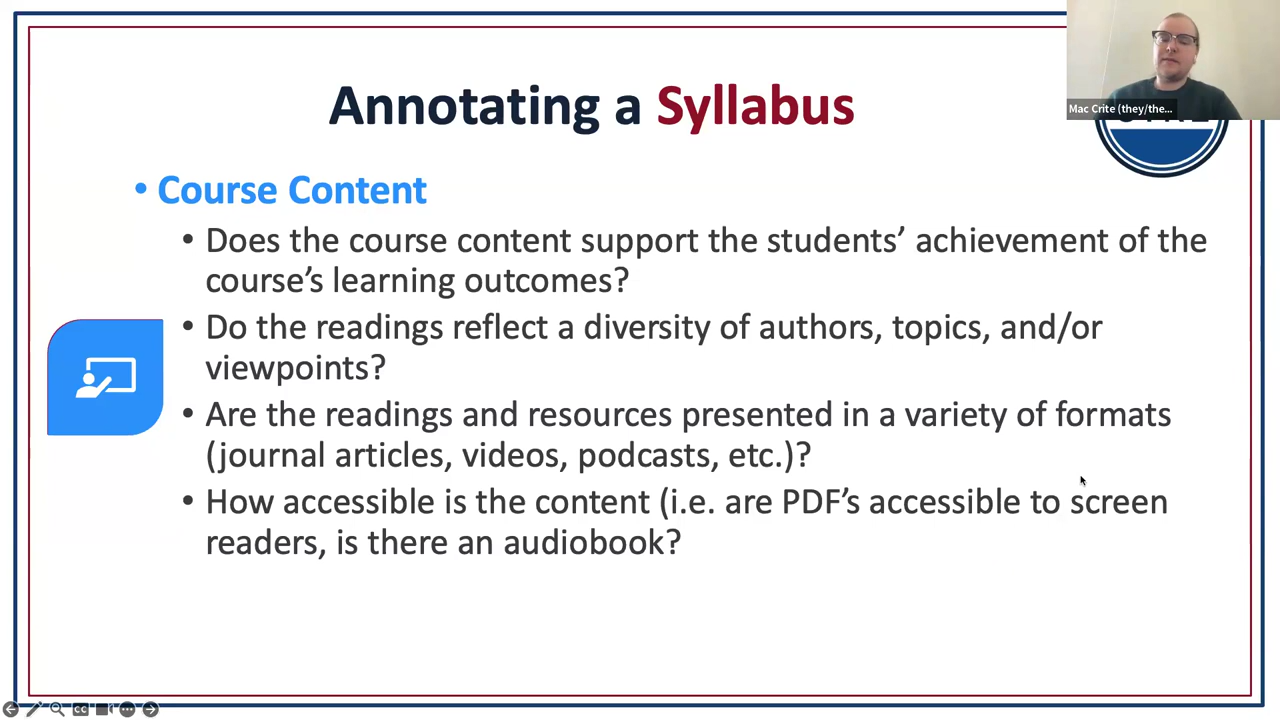 Annotating a Syllabus
Mac Crite (they/the...
• Course Content
• Does the course content support the students’ achievement of the
course’s learning outcomes?
• Do the readings reflect a diversity of authors, topics, and/or
viewpoints?
• Are the readings and resources presented in a variety of formats
(journal articles, videos, podcasts, etc.)?
• How accessible is the content (i.e. are PDF’s accessible to screen
readers, is there an audiobook?
CC